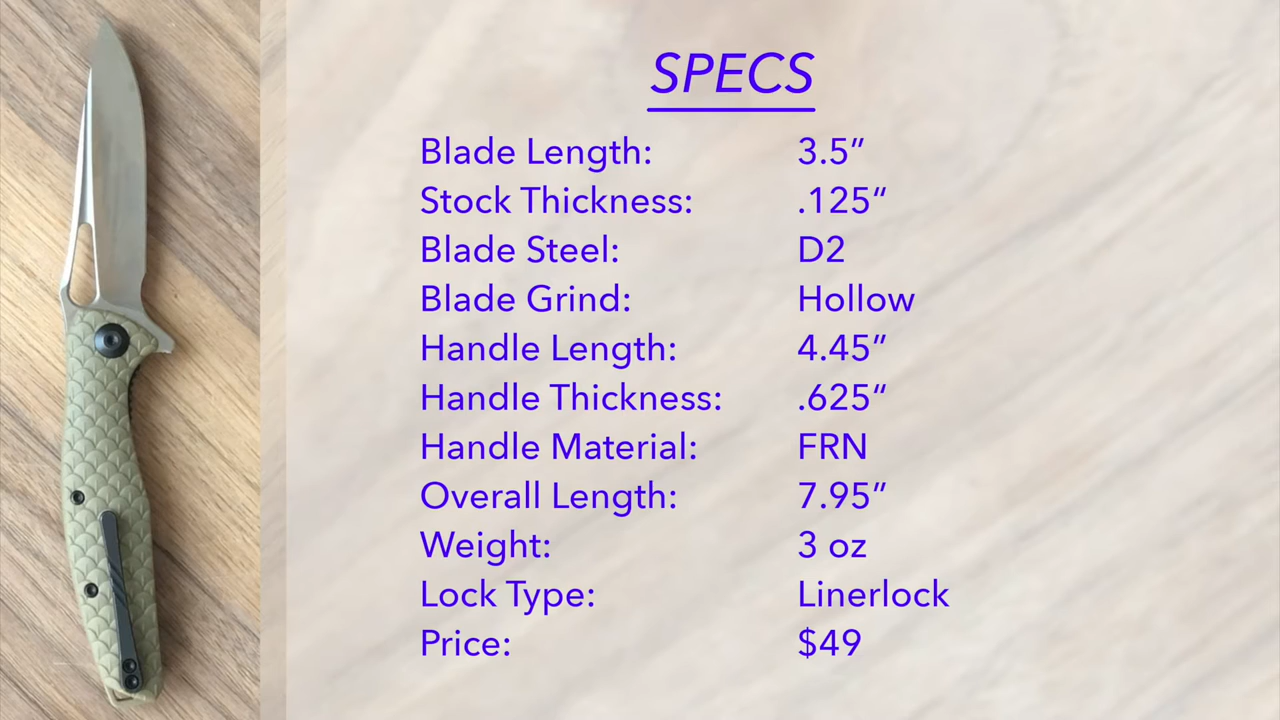 SPECS
Blade Length: 3.5”
Stock Thickness: .125“
Blade Steel: D2
Blade Grind: Hollow
Handle Length: 4.45”
Handle Thickness: .625“
Handle Material: FRN
Overall Length: 7.95”
Weight: 3 oz
Lock Type: Linerlock
Price: $49